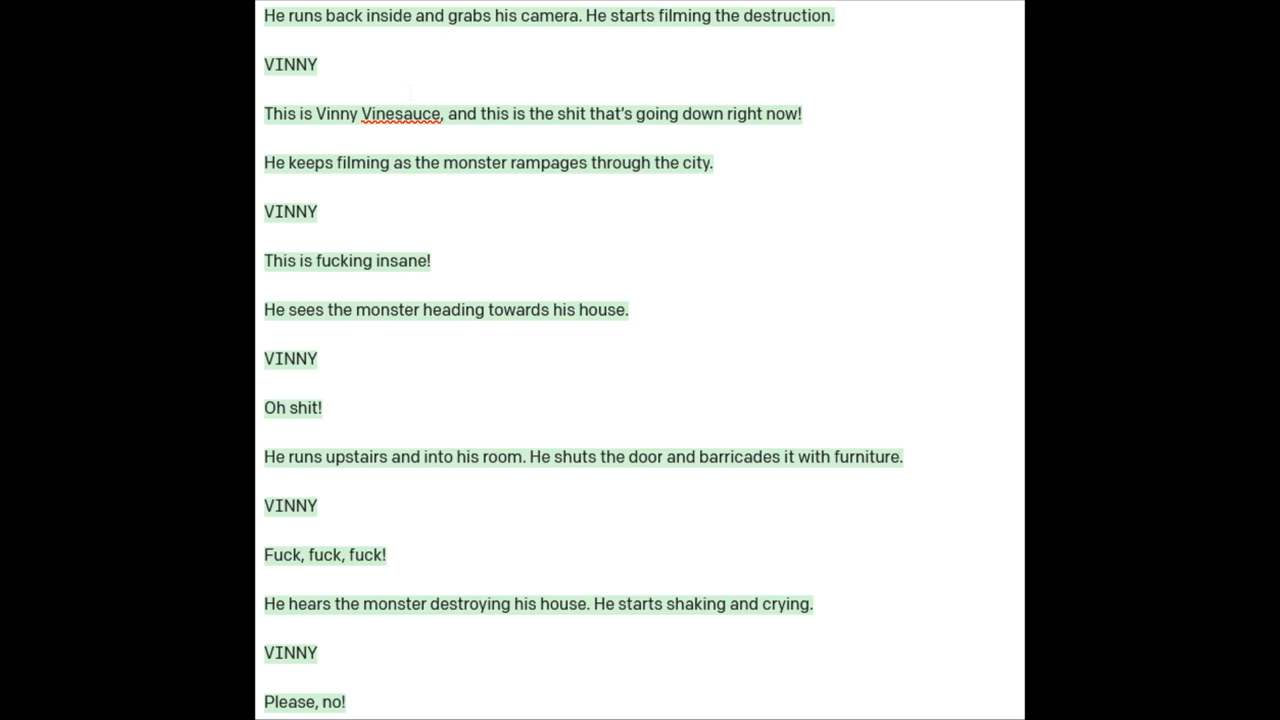 He runs back inside and grabs his camera. He starts filming the destruction.
VINNY
This is Vinny Vinesauce, and this is the shit that's going down right now!
He keeps filming as the monster rampages through the city.
VINNY
This is fucking insane!
He sees the monster heading towards his house.
VINNY
Oh shit!
He runs upstairs and into his room. He shuts the door and barricades it with furniture.
VINNY
Fuck, fuck, fuck!
He hears the monster destroying his house. He starts shaking and crying.
VINNY
Please, no!